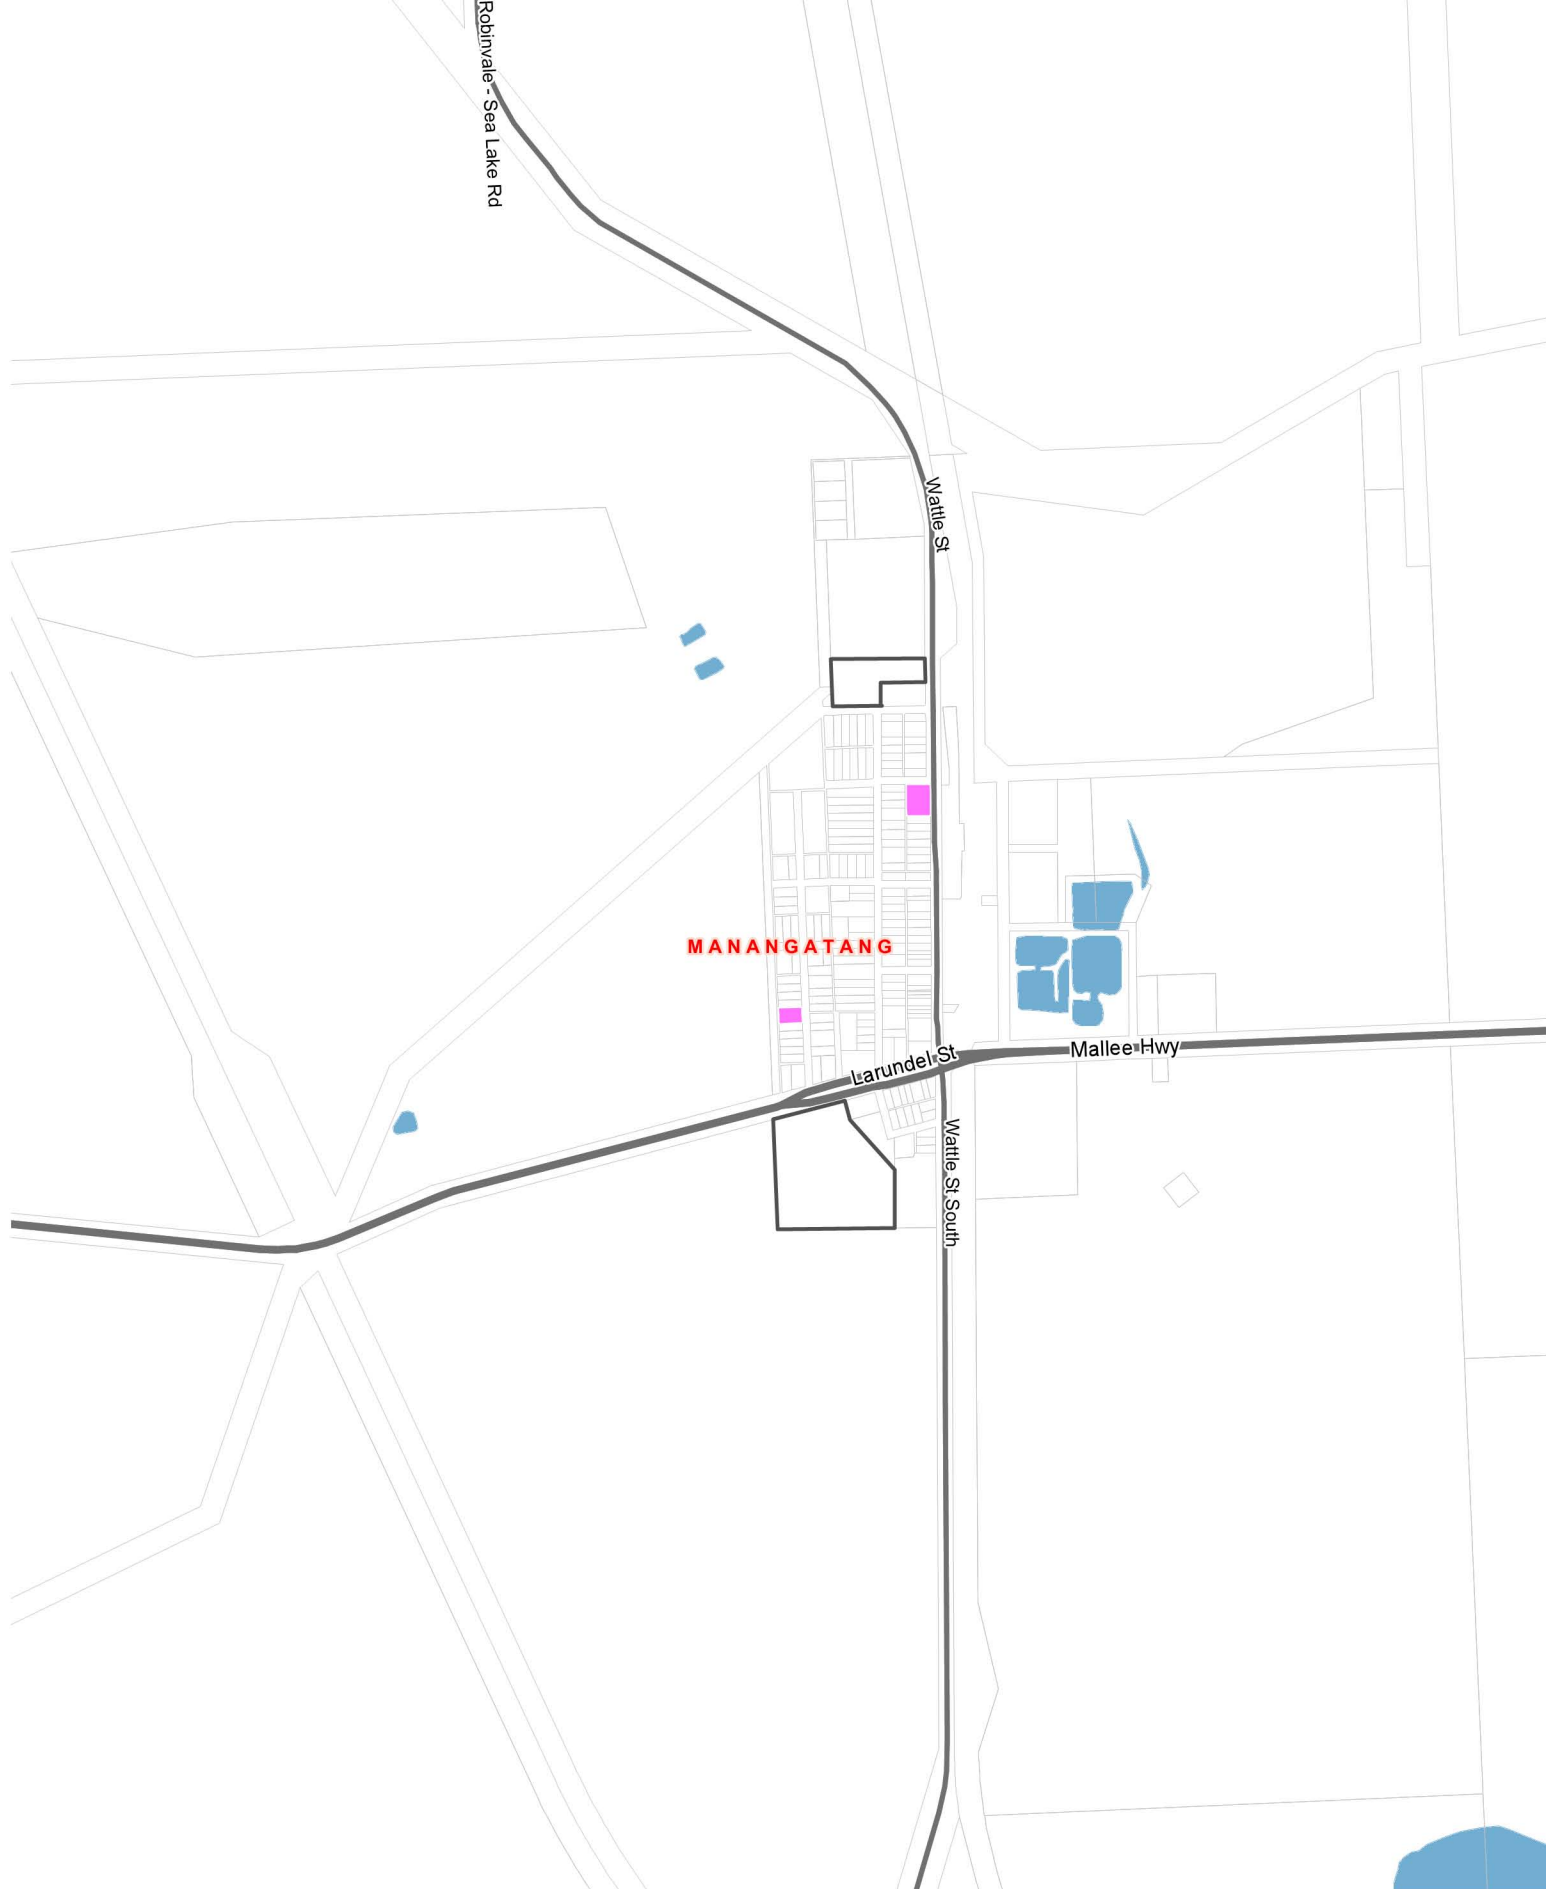 Robinvale - Sea Lake Rd
Wattle St
MANANGATANG
Larundel St
Mallee Hwy
Wattle St South